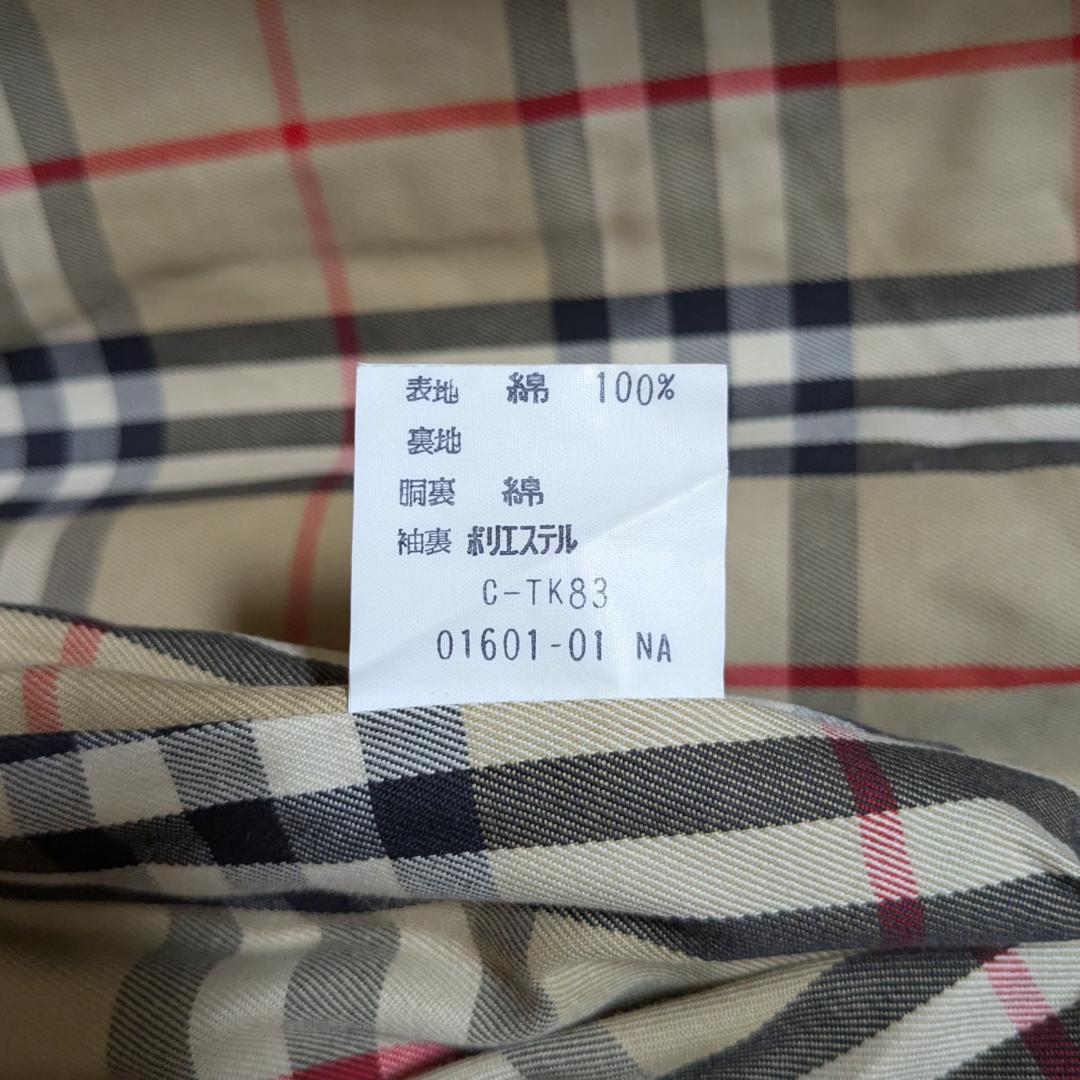 表地 綿 100%
裏地
胴裏 綿
袖裏 ポリエステル
C-TK83
01601-01 NA